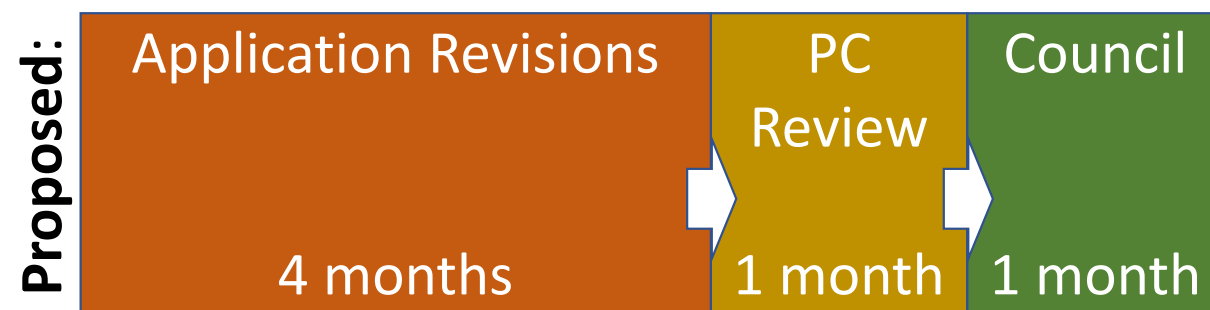 Proposed:
Application Revisions
4 months
PC
Review
1 month
Council
1 month